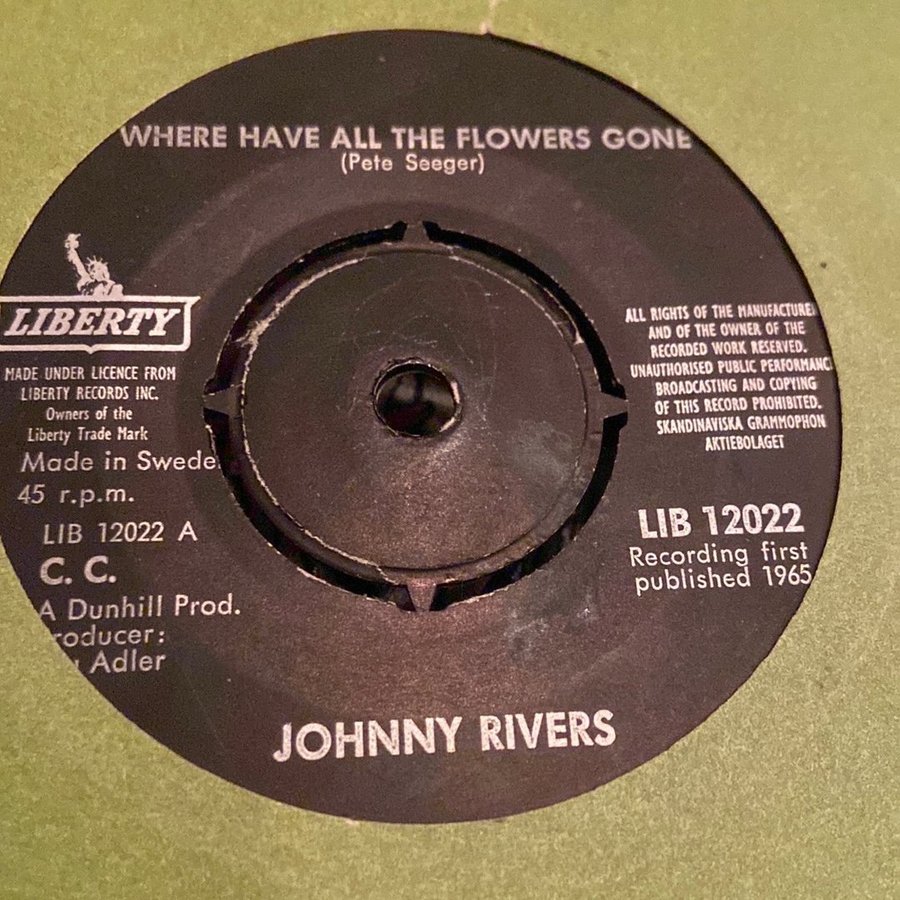 WHERE HAVE ALL THE FLOWERS GONE
(Pete Seeger)
LIBERTY
MADE UNDER LICENCE FROM
LIBERTY RECORDS INC.
Owners of the
Liberty Trade Mark
Made in Swede
45 r.p.m.
LIB 12022 A
C. C.
A Dunhill Prod.
roducer:
Adler
ALL RIGHTS OF THE MANUFACTURE
AND OF THE OWNER OF THE
RECORDED WORK RESERVED.
UNAUTHORISED PUBLIC PERFORMANC
BROADCASTING AND COPYING
OF THIS RECORD PROHIBITED.
SKANDINAVISKA GRAMMOPHON
AKTIEBOLAGET
LIB 12022
Recording first
published 1965
JOHNNY RIVERS